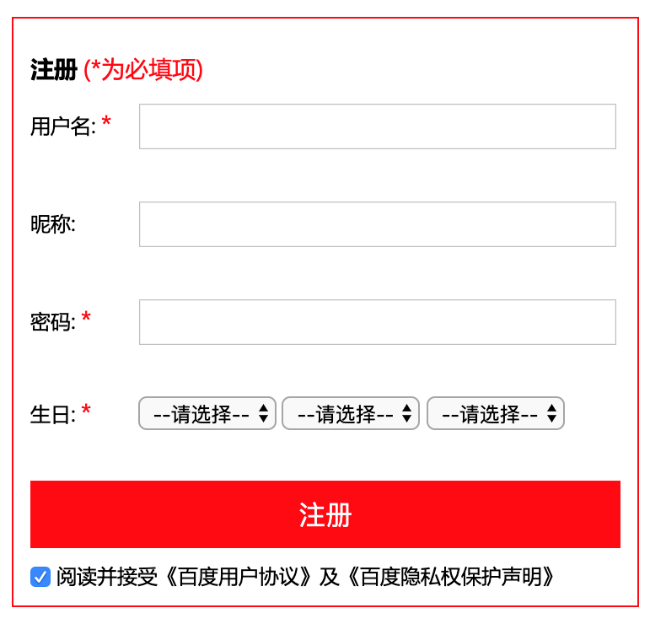 注册 (*为必填项)
用户名: *
昵称:
密码: *
生日: * --请选择-- --请选择-- --请选择--
注册
阅读并接受《百度用户协议》及《百度隐私权保护声明》